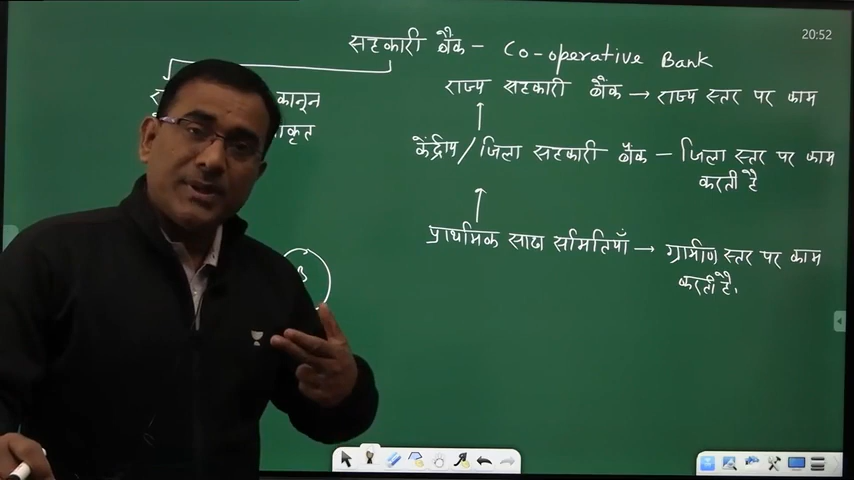 20:52
सहकारी बैंक - Co-operative Bank
कानून
राज्य सहकारी बैंक → राज्य स्तर पर काम
केंद्रीय/जिला सहकारी बैंक - जिला स्तर पर काम
करती है
प्राथमिक साख समितियाँ → ग्रामीण स्तर पर काम
करती है.